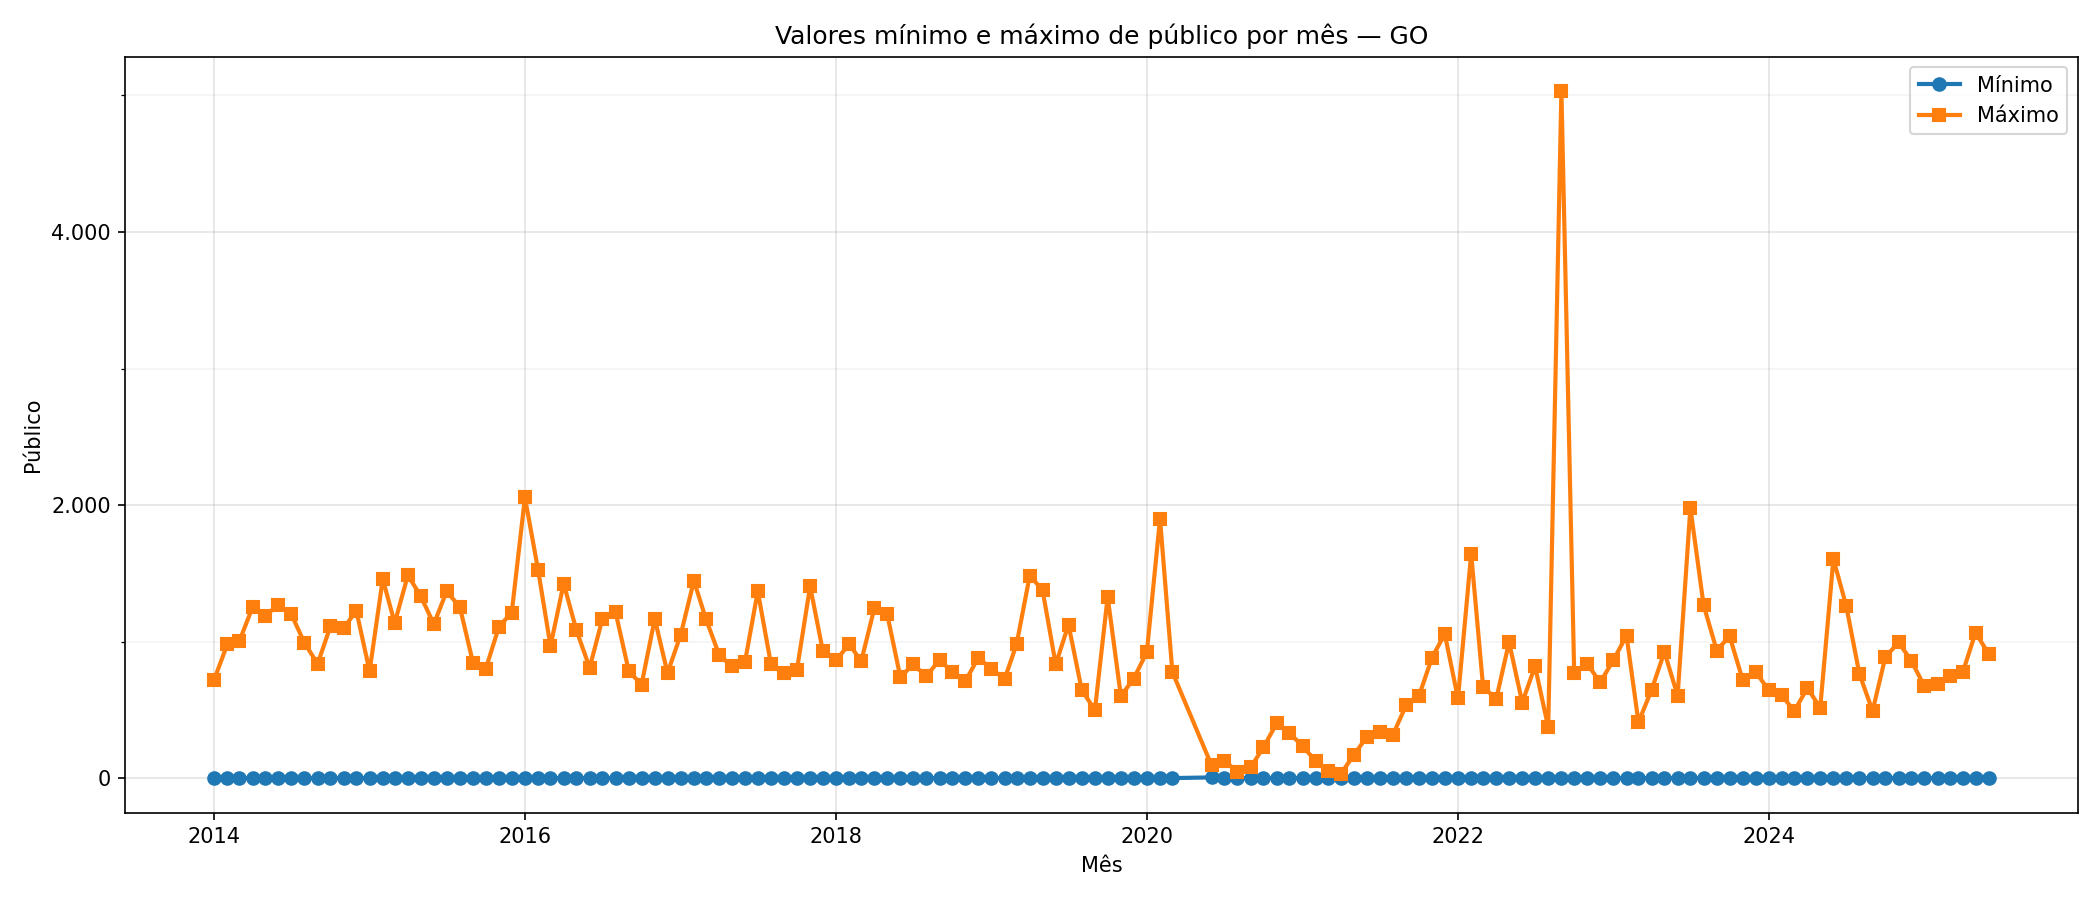 Valores mínimo e máximo de público por mês — GO
Mínimo
Máximo
Público
4.000
2.000
0
2014
2016
2018
2020
2022
2024
Mês